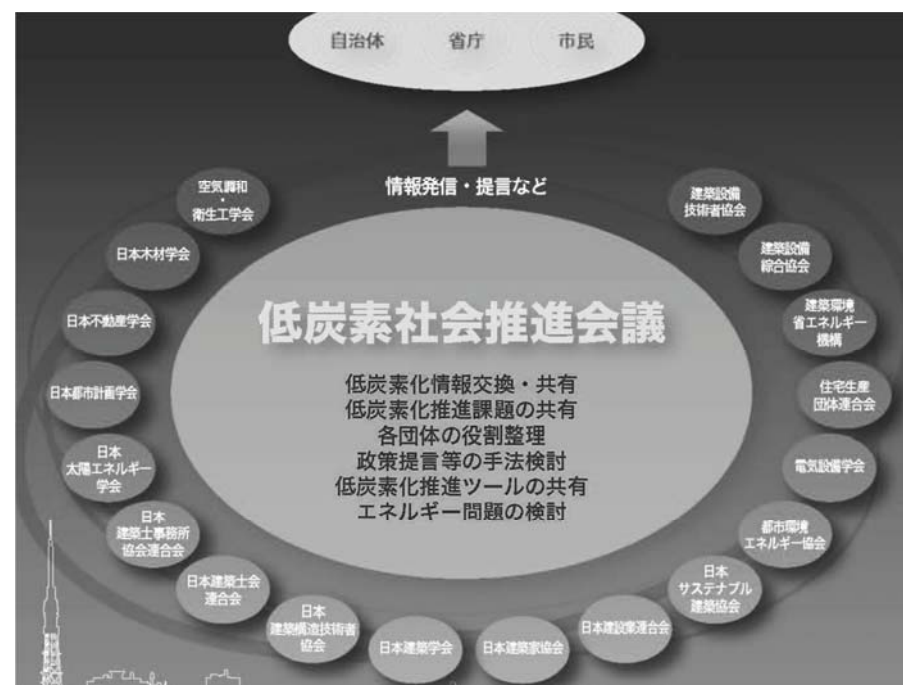 自治体 省庁 市民
情報発信・提言など
空気調和
・
衛生工学会
日本木材学会
日本不動産学会
日本都市計画学会
日本
太陽エネルギー
学会
日本
建築士事務所
協会連合会
日本建築士会
連合会
日本
建築構造技術者
協会
日本建築学会
日本建築家協会
日本建設業連合会
日本
サステナブル
建築協会
都市環境
エネルギー協会
電気設備学会
住宅生産
団体連合会
建築環境
省エネルギー
機構
建築設備
綜合協会
建築設備
技術者協会
低炭素社会推進会議
低炭素化情報交換・共有
低炭素化推進課題の共有
各団体の役割整理
政策提言等の手法検討
低炭素化推進ツールの共有
エネルギー問題の検討